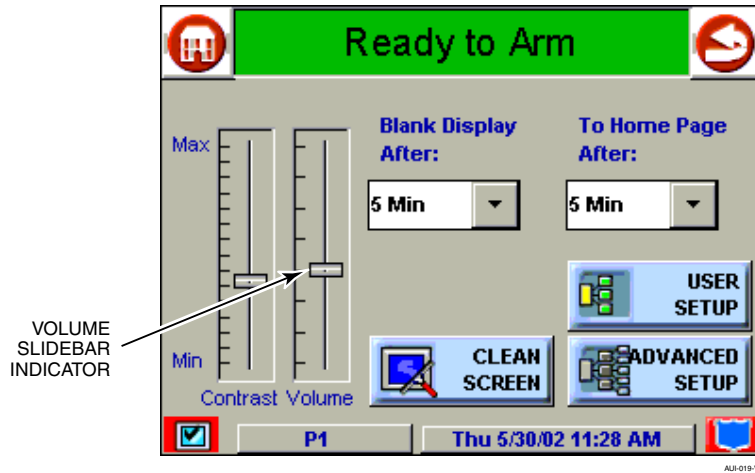 Ready to Arm
Max
Min
Contrast Volume
Blank Display
After:
To Home Page
After:
5 Min
5 Min
USER
SETUP
CLEAN
SCREEN
ADVANCED
SETUP
VOLUME
SLIDEBAR
INDICATOR
P1
Thu 5/30/02 11:28 AM